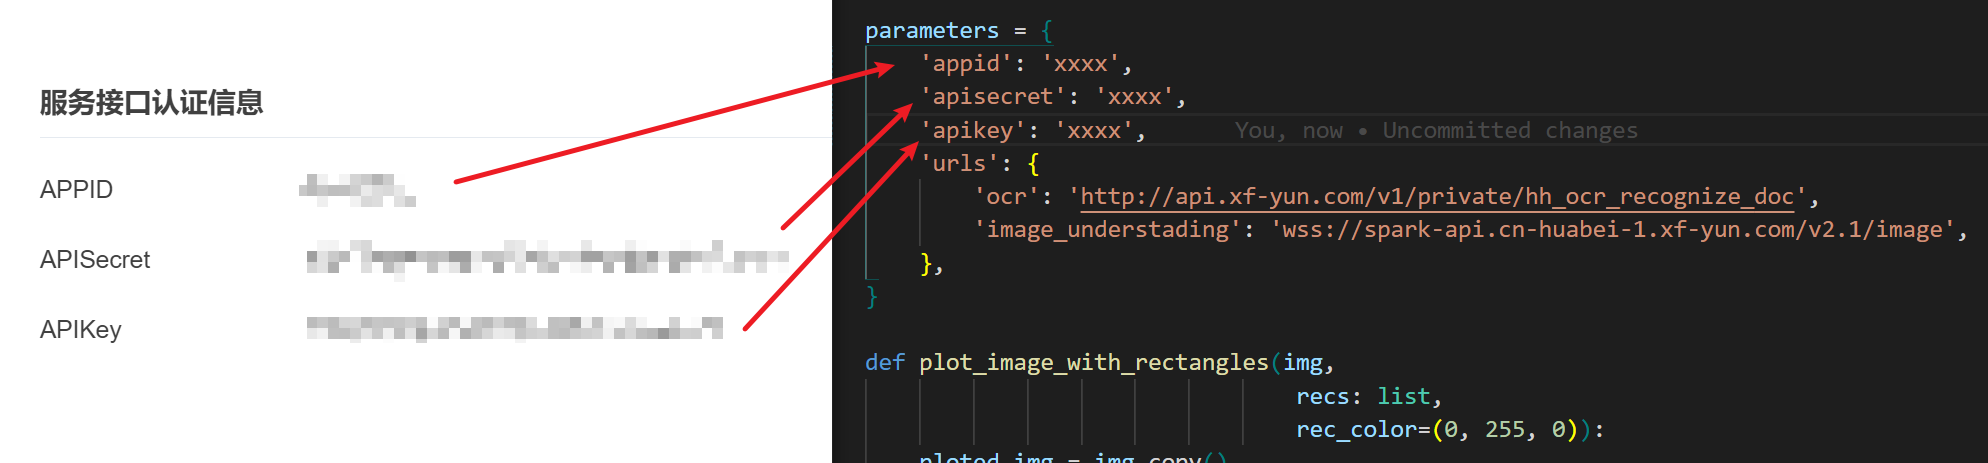 服务接口认证信息
APPID
APISecret
APIKey
parameters = {
'appid': 'xxxx',
'apisecret': 'xxxx',
'apikey': 'xxxx', You, now • Uncommitted changes
'urls': {
'ocr': 'http://api.xf-yun.com/v1/private/hh_ocr_recognize_doc',
'image_understading': 'wss://spark-api.cn-huabei-1.xf-yun.com/v2.1/image',
},
}
def plot_image_with_rectangles(img,
recs: list,
rec_color=(0, 255, 0)):
ploted_img = img.copy()